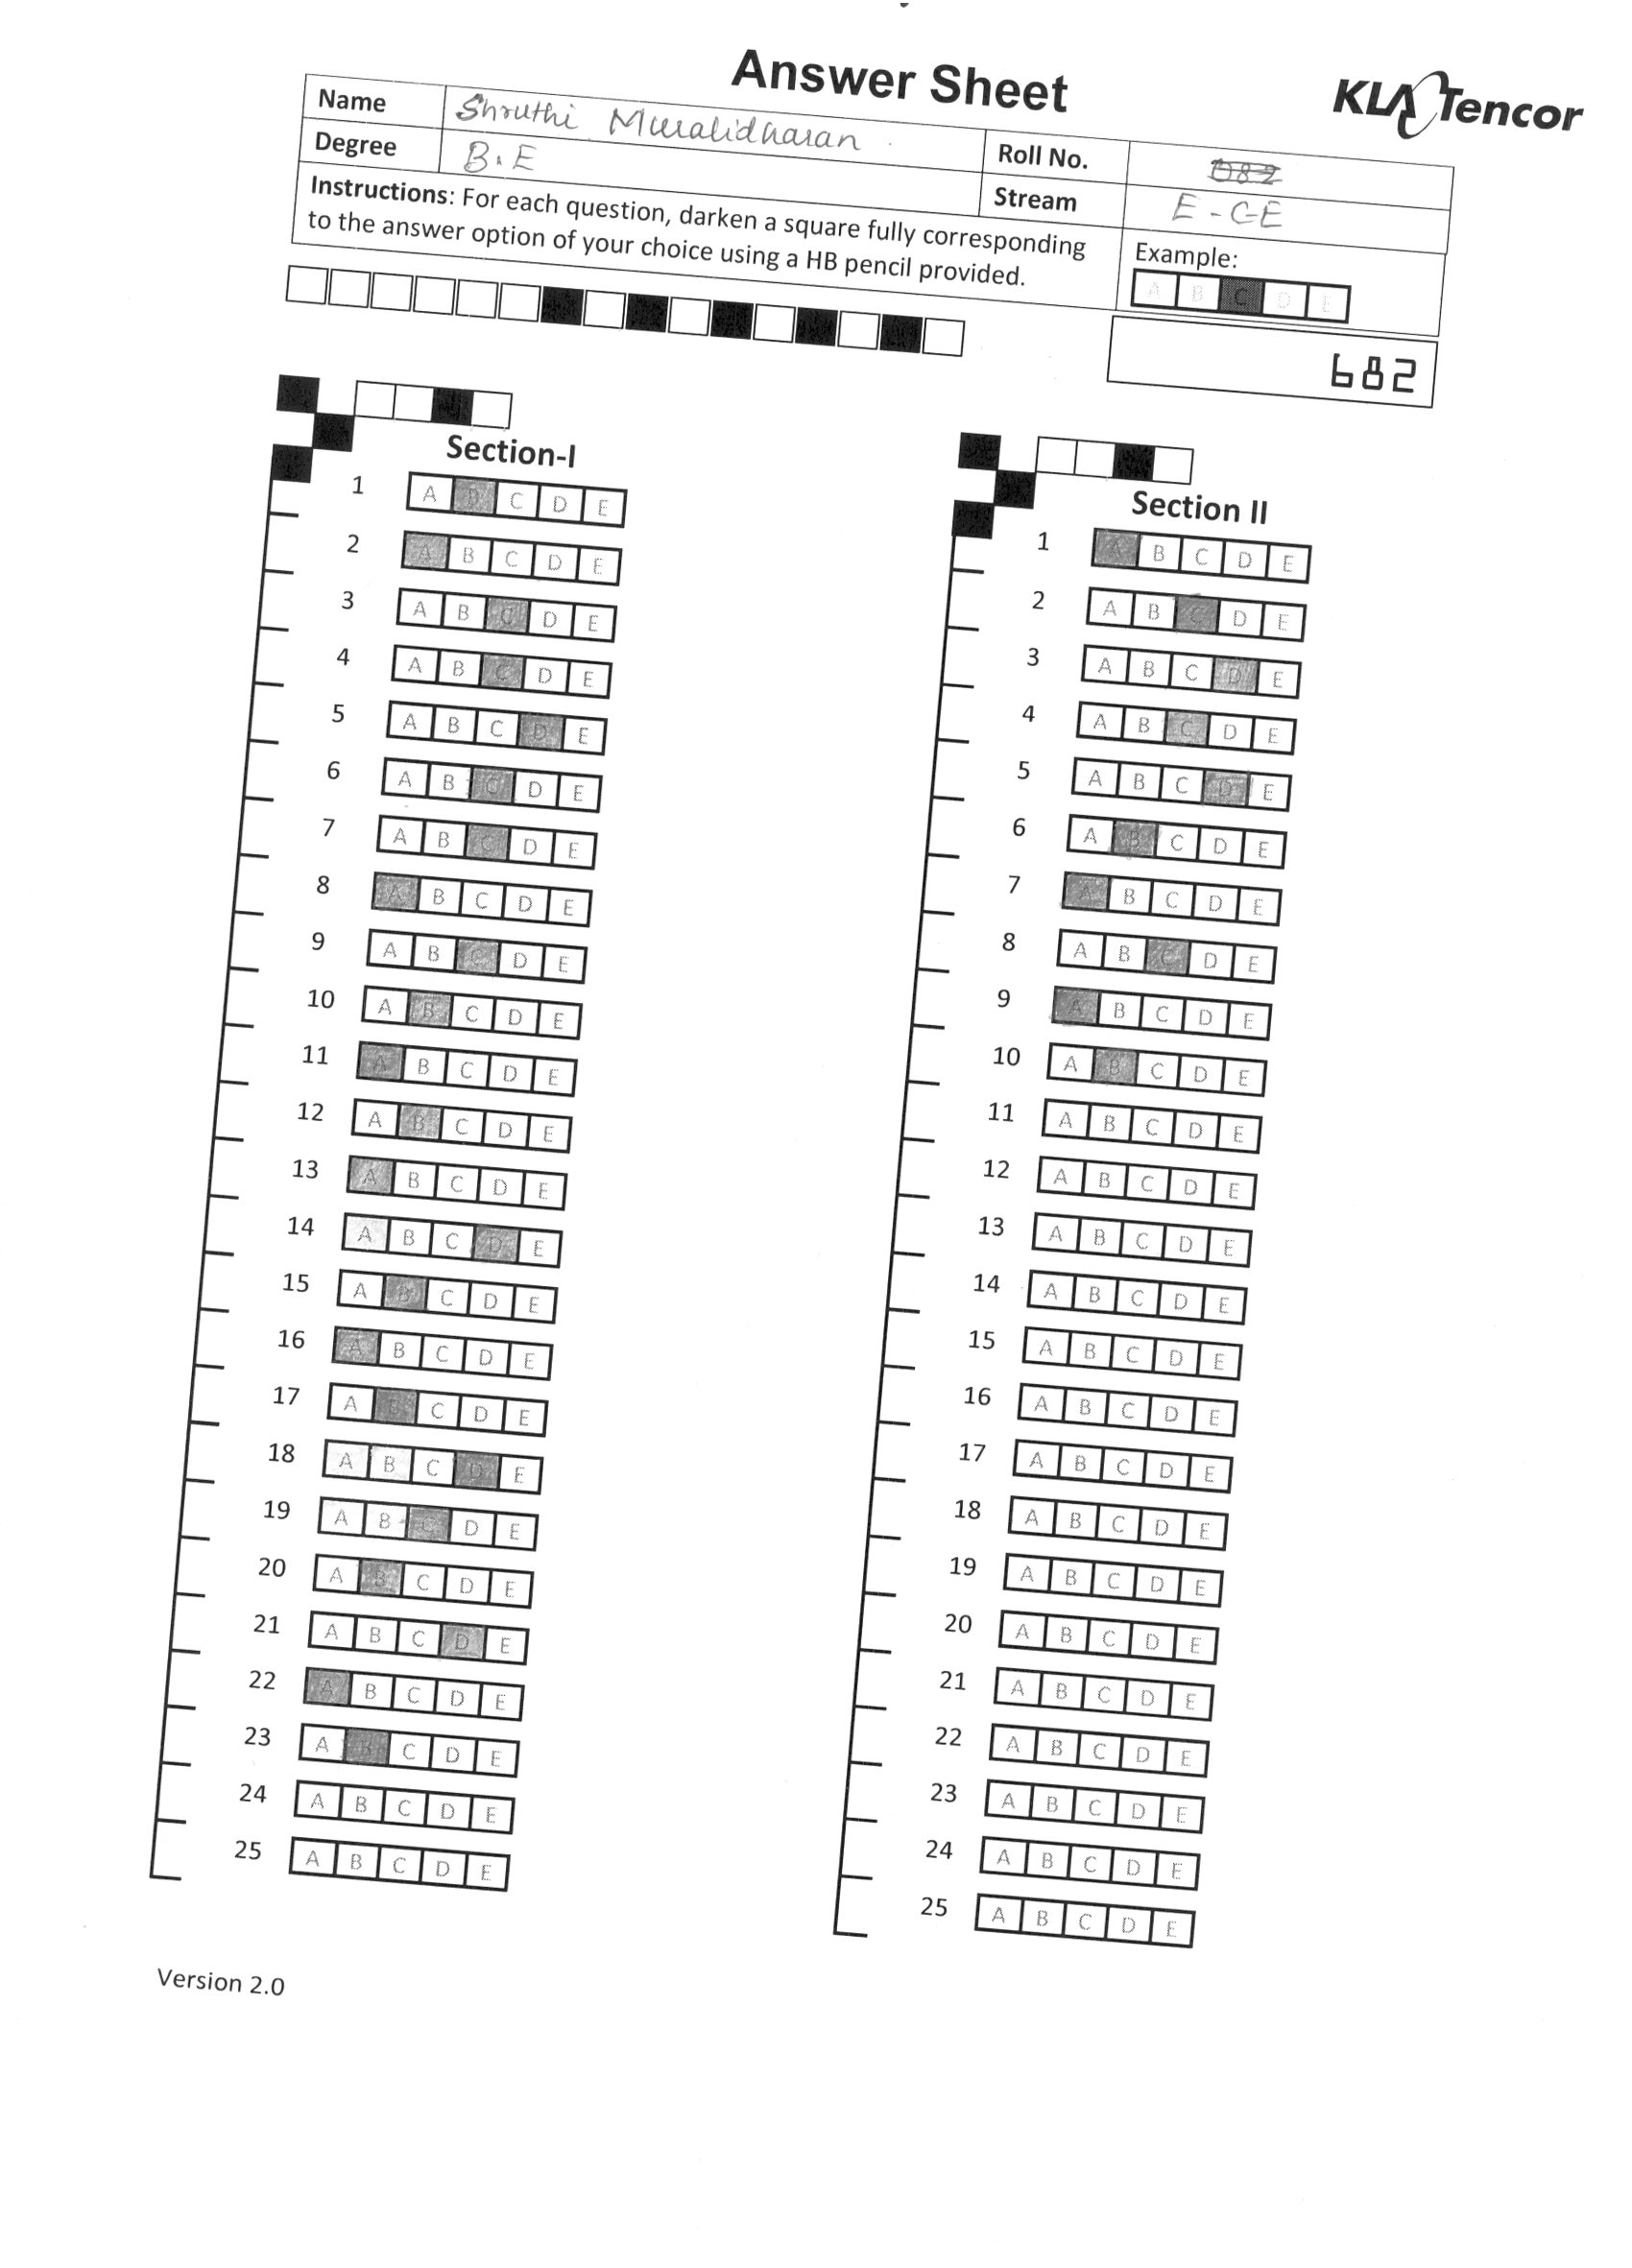 Answer Sheet
KLA Tencor
Name Shruthi Muralidharan Roll No. 082
Degree B.E Stream E-CE
Instructions: For each question, darken a square fully corresponding
to the answer option of your choice using a HB pencil provided.
Example:
A B C D E
682
Section-I
1 A B C D E
2 A B C D E
3 A B C D E
4 A B C D E
5 A B C D E
6 A B C D E
7 A B C D E
8 A B C D E
9 A B C D E
10 A B C D E
11 A B C D E
12 A B C D E
13 A B C D E
14 A B C D E
15 A B C D E
16 A B C D E
17 A B C D E
18 A B C D E
19 A B C D E
20 A B C D E
21 A B C D E
22 A B C D E
23 A B C D E
24 A B C D E
25 A B C D E
Section II
1 A B C D E
2 A B C D E
3 A B C D E
4 A B C D E
5 A B C D E
6 A B C D E
7 A B C D E
8 A B C D E
9 A B C D E
10 A B C D E
11 A B C D E
12 A B C D E
13 A B C D E
14 A B C D E
15 A B C D E
16 A B C D E
17 A B C D E
18 A B C D E
19 A B C D E
20 A B C D E
21 A B C D E
22 A B C D E
23 A B C D E
24 A B C D E
25 A B C D E
Version 2.0